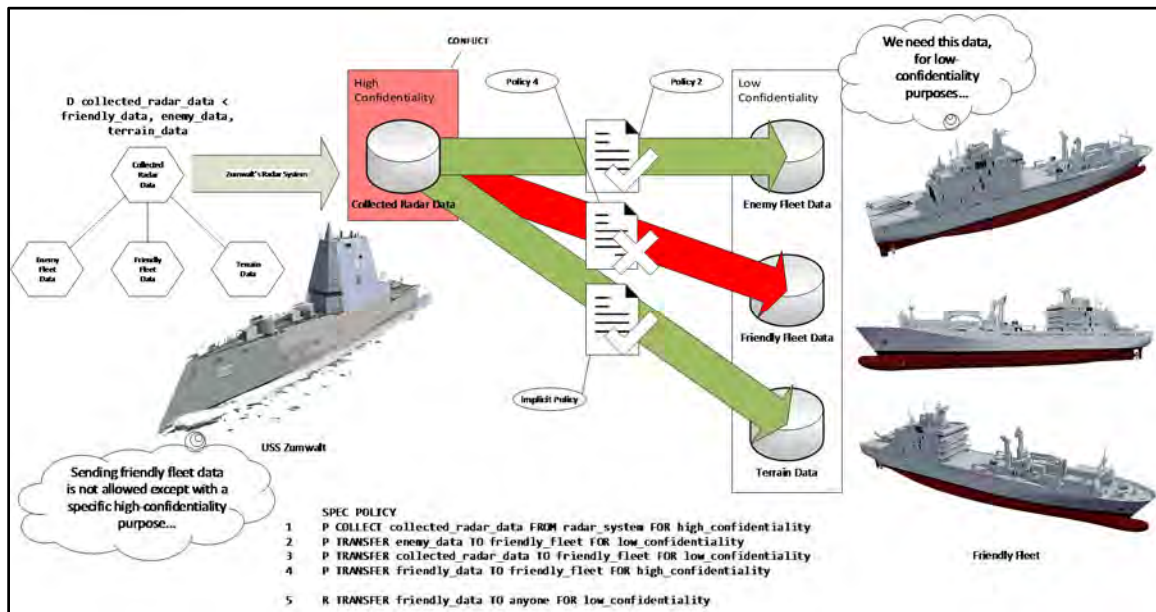 CONFLICT
We need this data,
for low-
confidentiality
purposes...
High
Confidentiality
Policy 4
Policy 2
Low
Confidentiality
D collected_radar_data <
friendly_data, enemy_data,
terrain_data
Collected
Radar
Data
Zumwalt's Radar System
Collected Radar Data
Enemy Fleet Data
Enemy
Fleet
Data
Friendly
Fleet
Data
Terrain
Data
Friendly Fleet Data
Implicit Policy
USS Zumwalt
Terrain Data
Sending friendly fleet data
is not allowed except with a
specific high-confidentiality
purpose...
SPEC POLICY
1 P COLLECT collected_radar_data FROM radar_system FOR high_confidentiality
2 P TRANSFER enemy_data TO friendly_fleet FOR low_confidentiality
3 P TRANSFER collected_radar_data TO friendly_fleet FOR low_confidentiality
4 P TRANSFER friendly_data TO friendly_fleet FOR high_confidentiality
5 R TRANSFER friendly_data TO anyone FOR low_confidentiality
Friendly Fleet